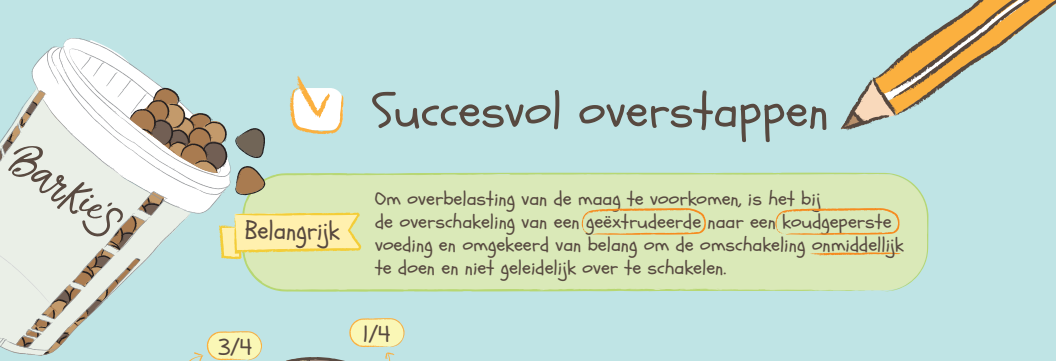 Succesvol overstappen
BarKie's
Om overbelasting van de maag te voorkomen, is het bij
de overschakeling van een geëxtrudeerde naar een koudgeperste
Belangrijk
voeding en omgekeerd van belang om de omschakeling onmiddellijk
te doen en niet geleidelijk over te schakelen.
1/4
3/4